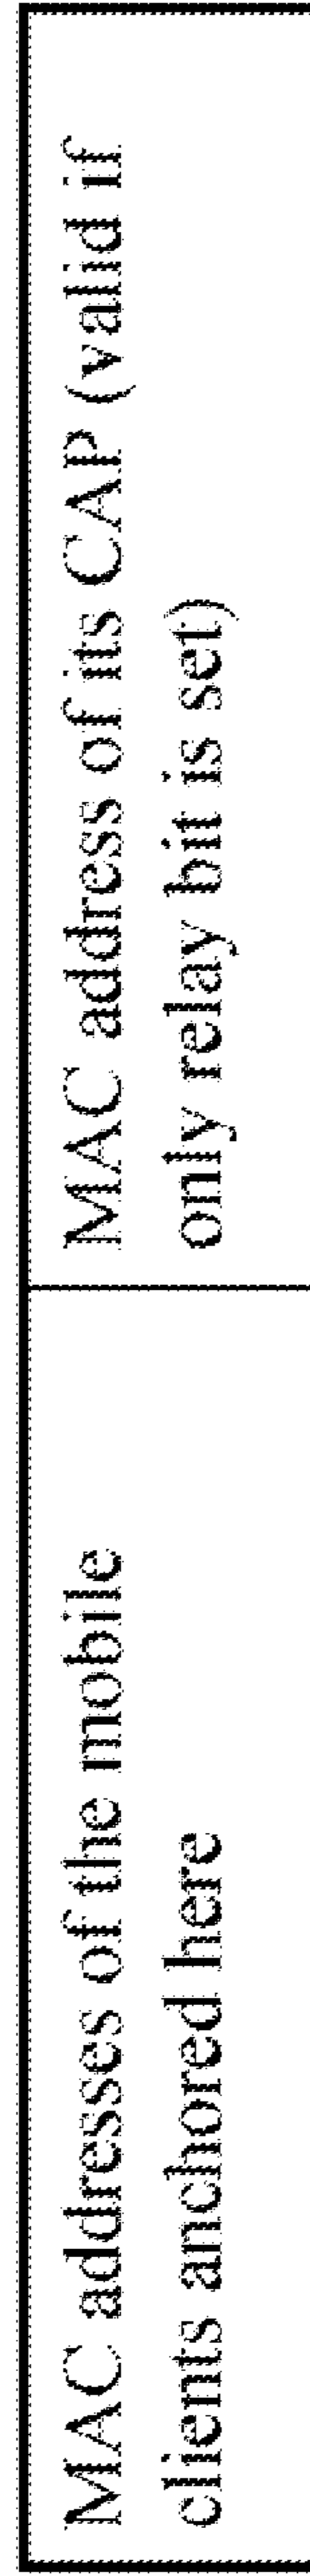 MAC addresses of the mobile
clients anchored here
MAC address of its CAP (valid if
only relay bit is set)